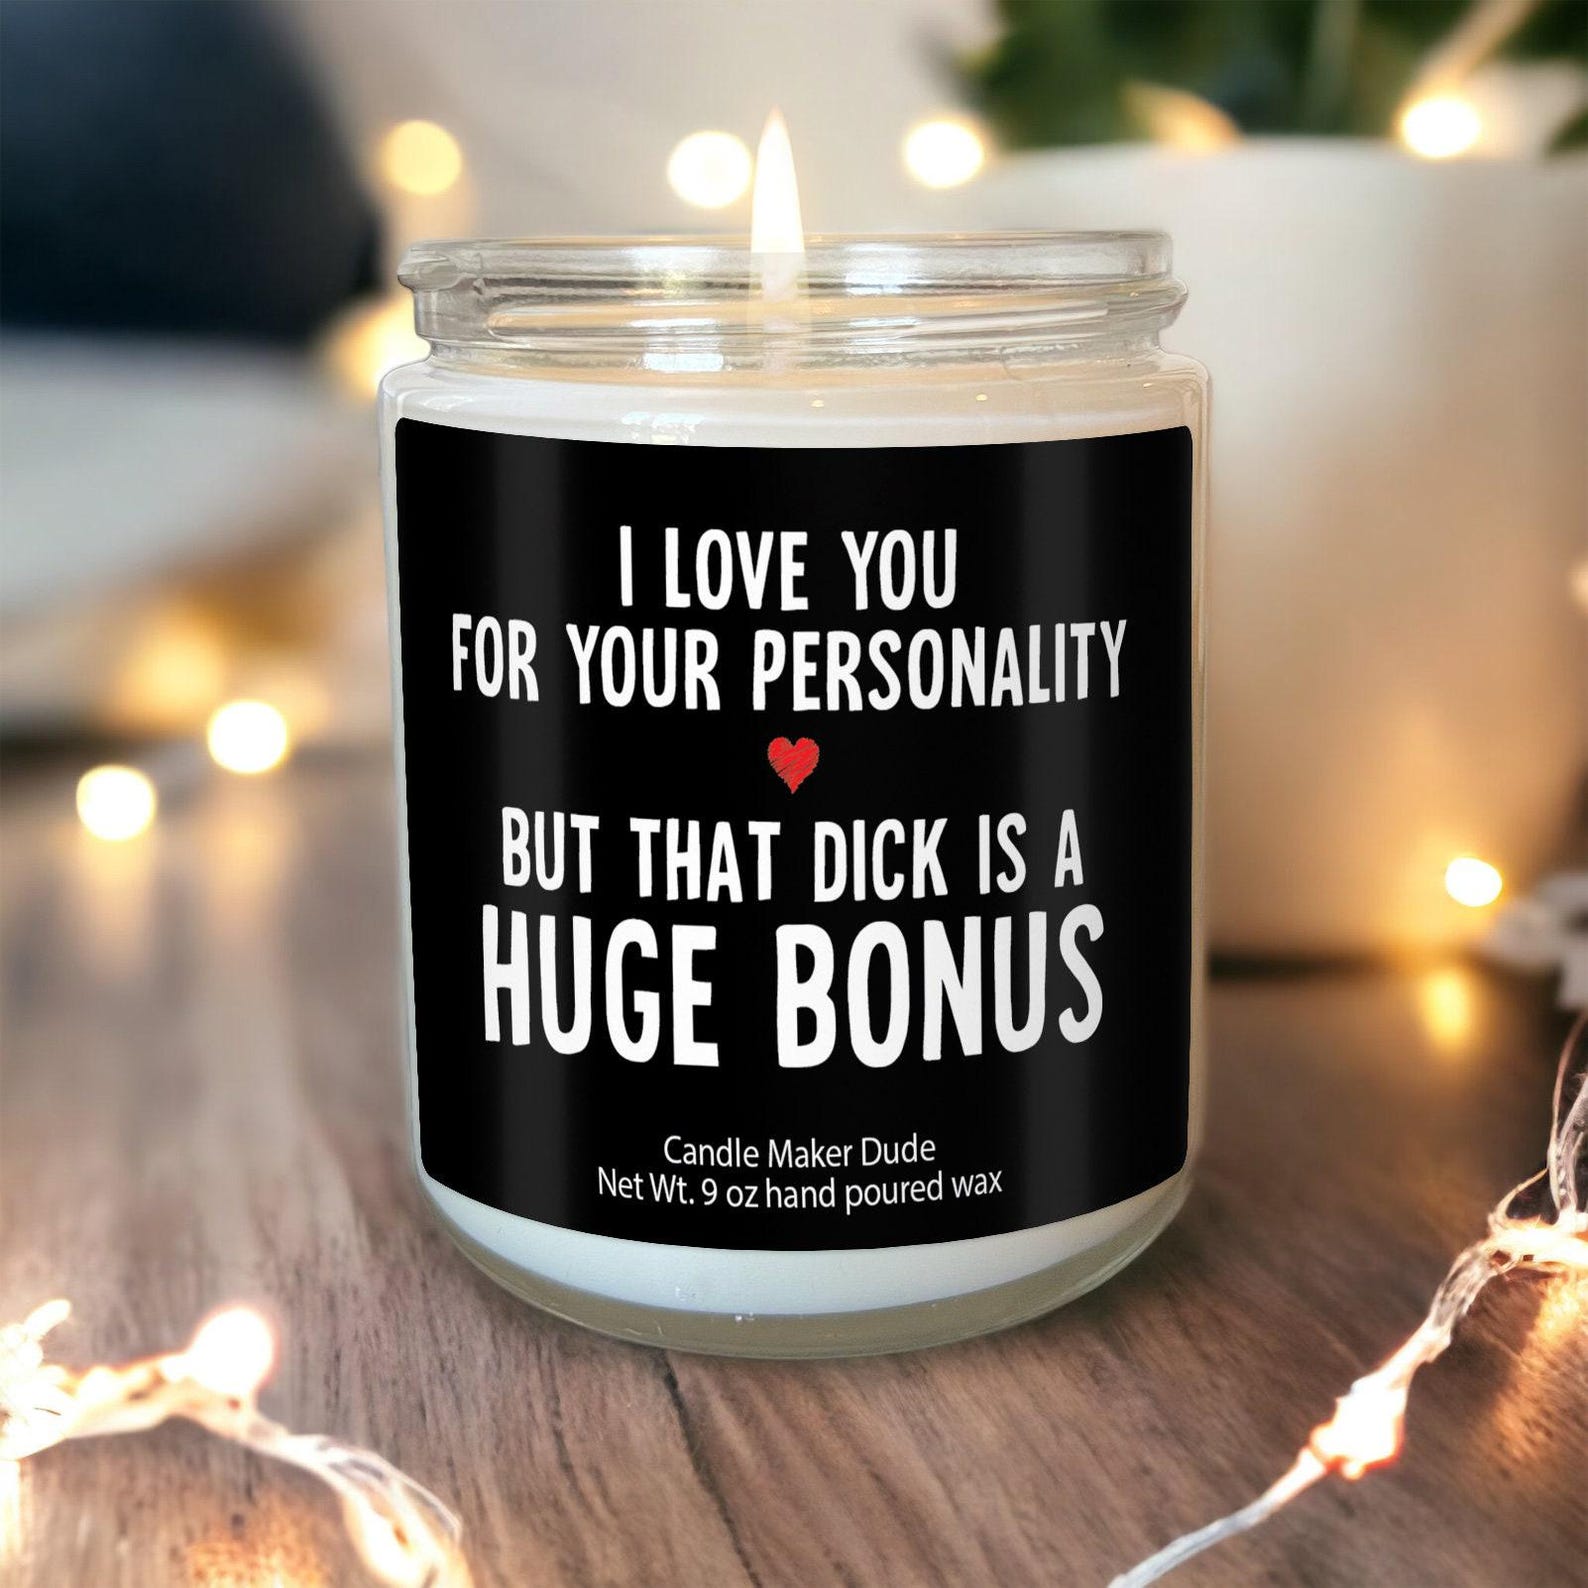 I LOVE YOU
FOR YOUR PERSONALITY
BUT THAT DICK IS A
HUGE BONUS
Candle Maker Dude
Net Wt. 9 oz hand poured wax